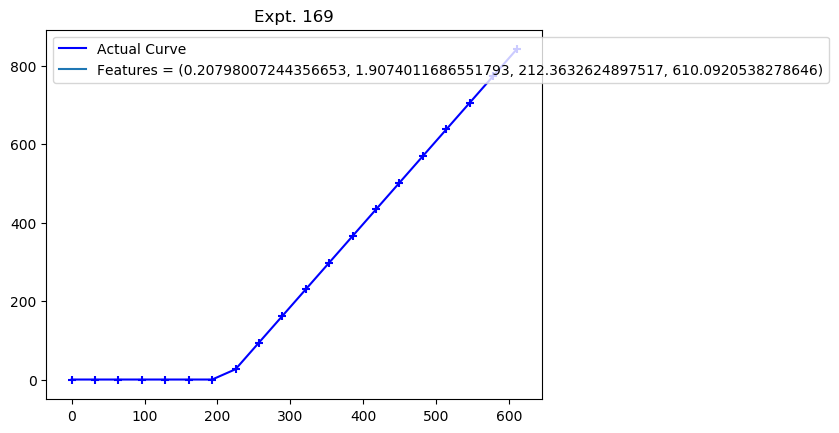 Expt. 169
Actual Curve
Features = (0.20798007244356653, 1.9074011686551793, 212.3632624897517, 610.0920538278646)
800
600
400
200
0
0 100 200 300 400 500 600